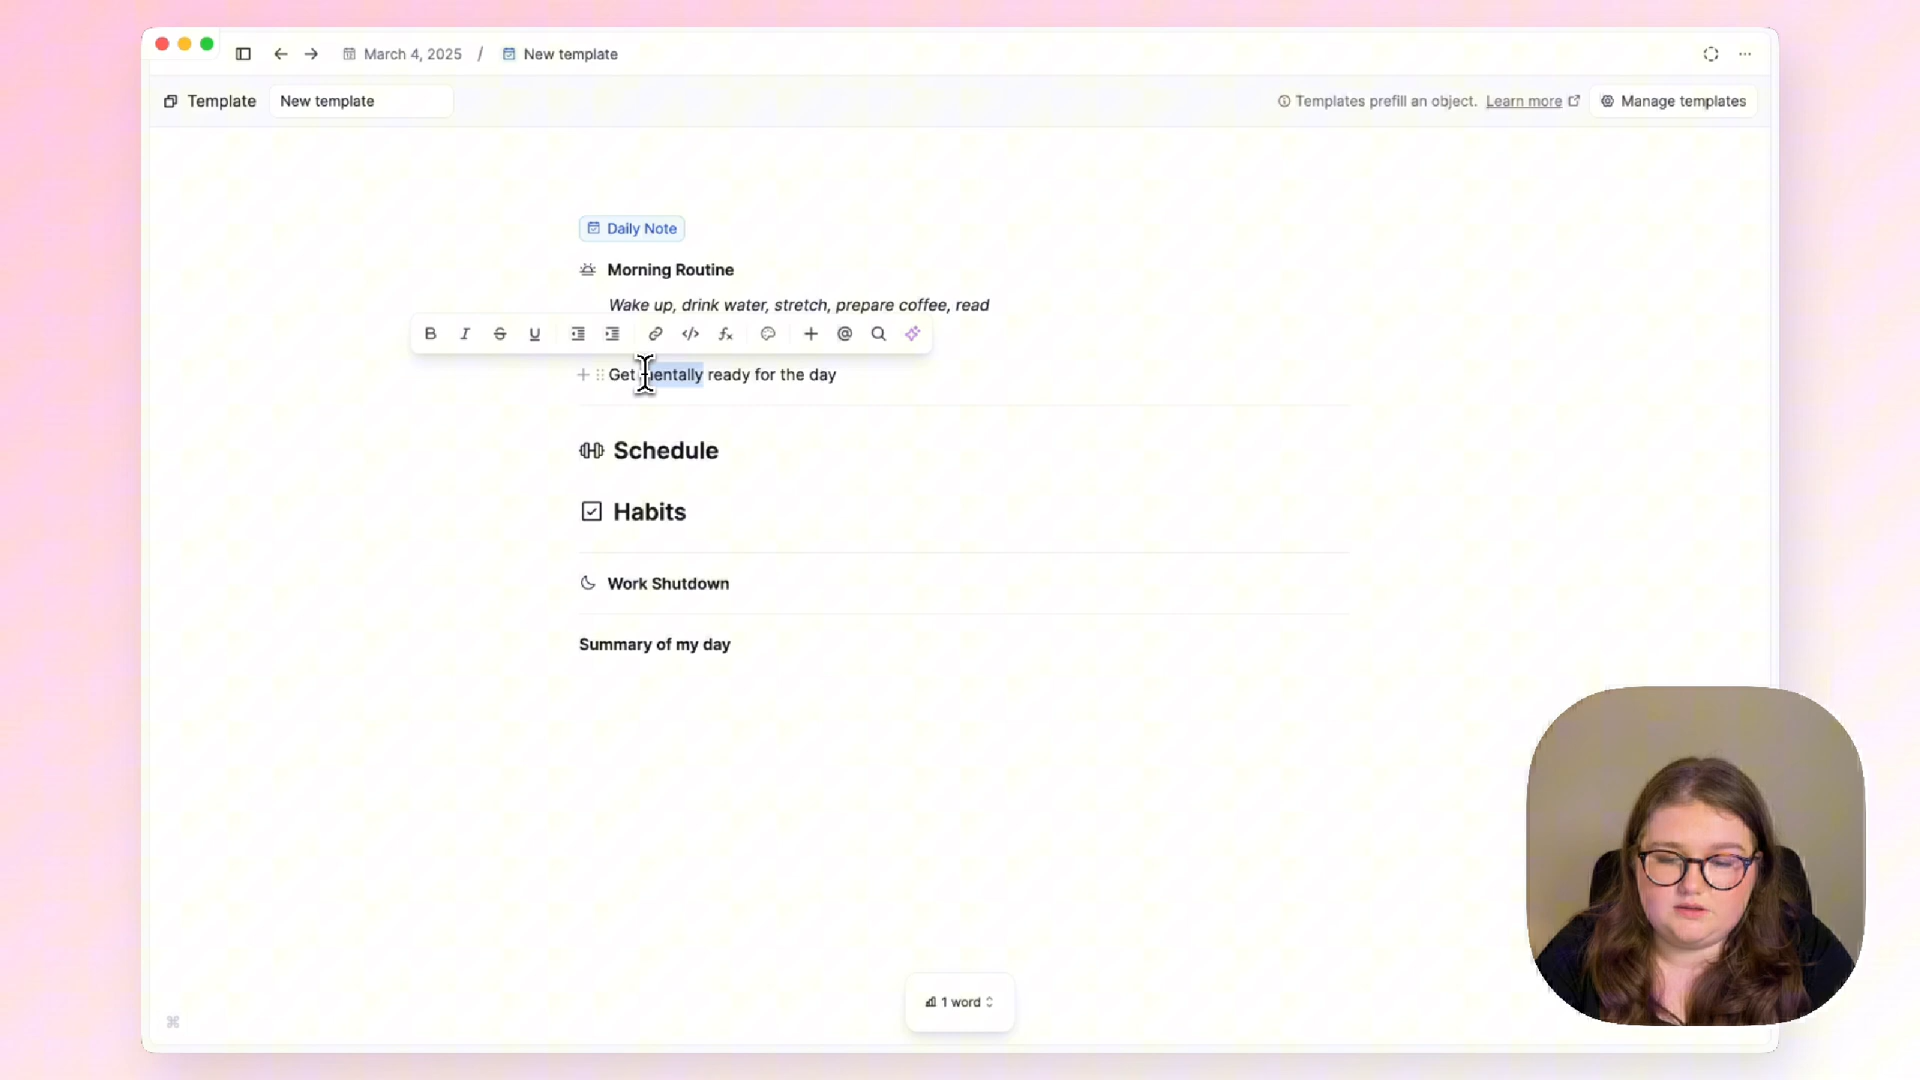 March 4, 2025 / New template
Template New template
Templates prefill an object. Learn more Manage templates
Daily Note
Morning Routine
Wake up, drink water, stretch, prepare coffee, read
B I S U
Get mentally ready for the day
Schedule
Habits
Work Shutdown
Summary of my day
1 word